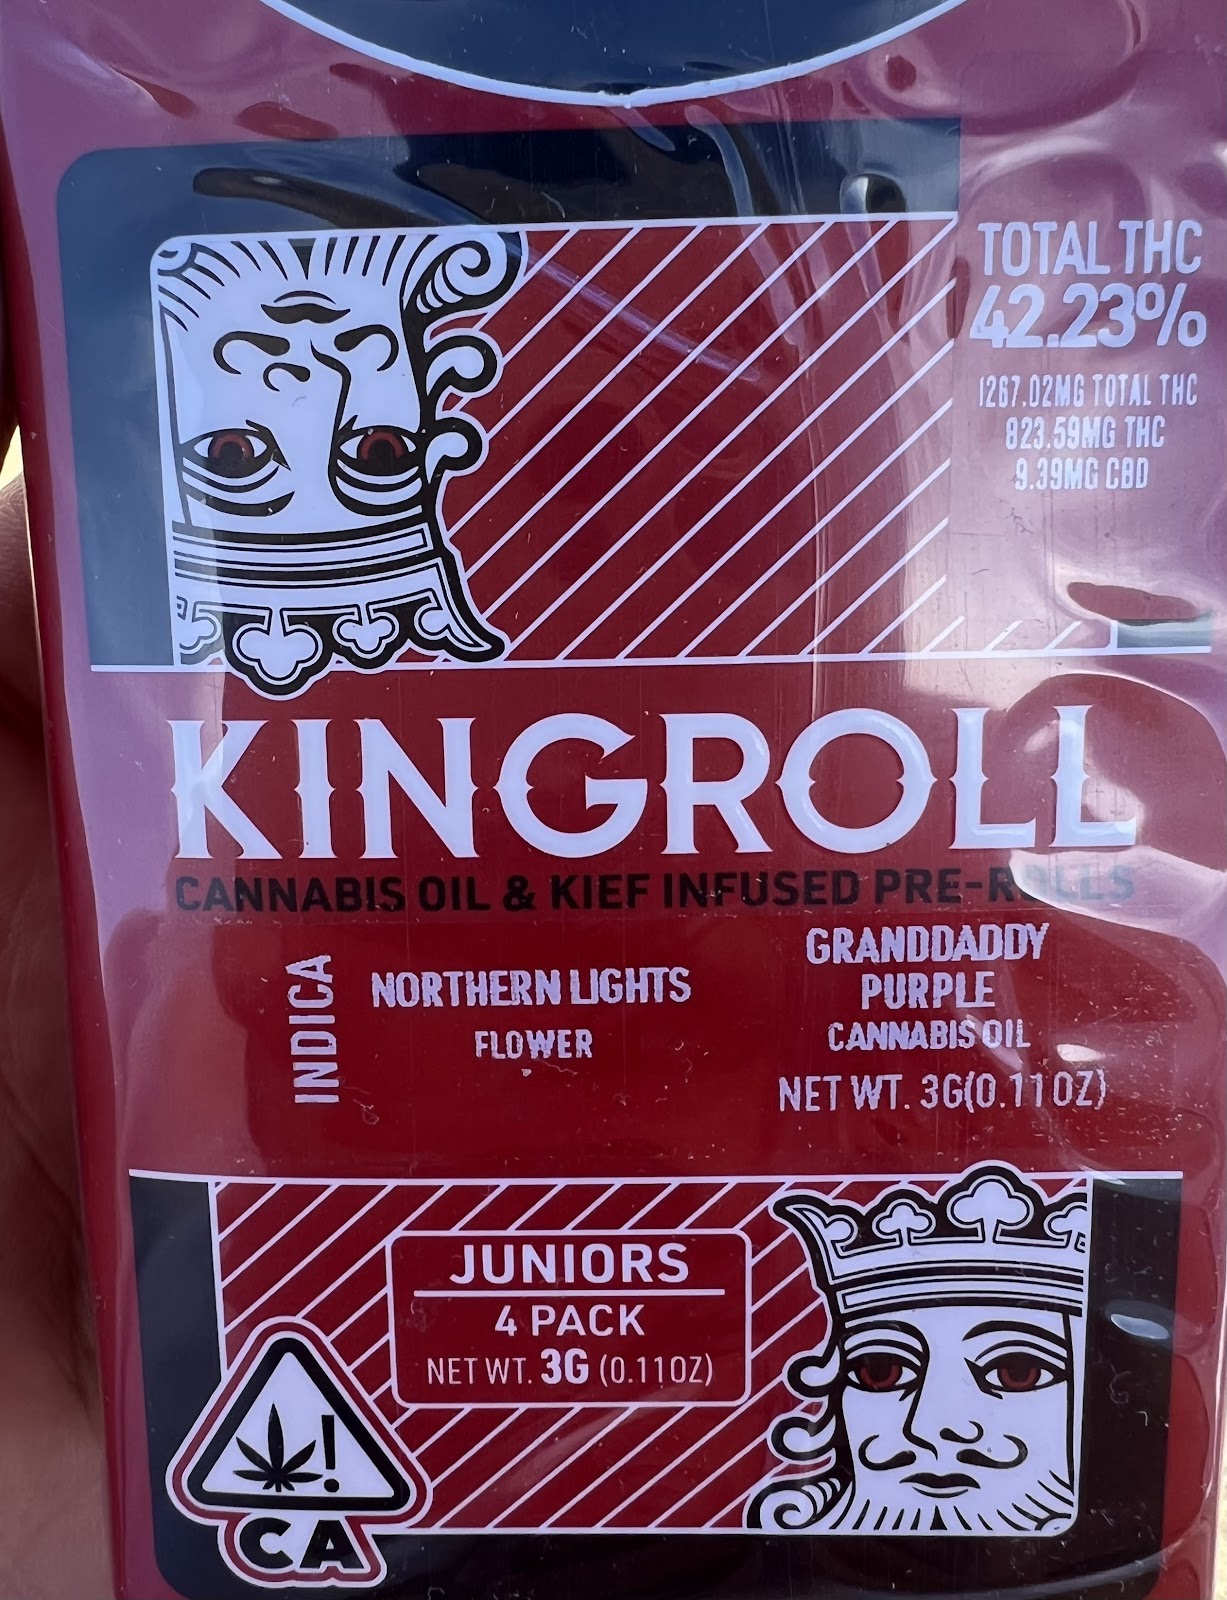 TOTAL THC
42.23%
1267.02MG TOTAL THC
823.59MG THC
9.39MG CBD
KINGROLL
CANNABIS OIL & KIEF INFUSED PRE-ROLLS
INDICA
NORTHERN LIGHTS
FLOWER
GRANDDADDY
PURPLE
CANNABIS OIL
NET WT. 3G(0.11OZ)
JUNIORS
4 PACK
NET WT. 3G (0.11OZ)
!
CA